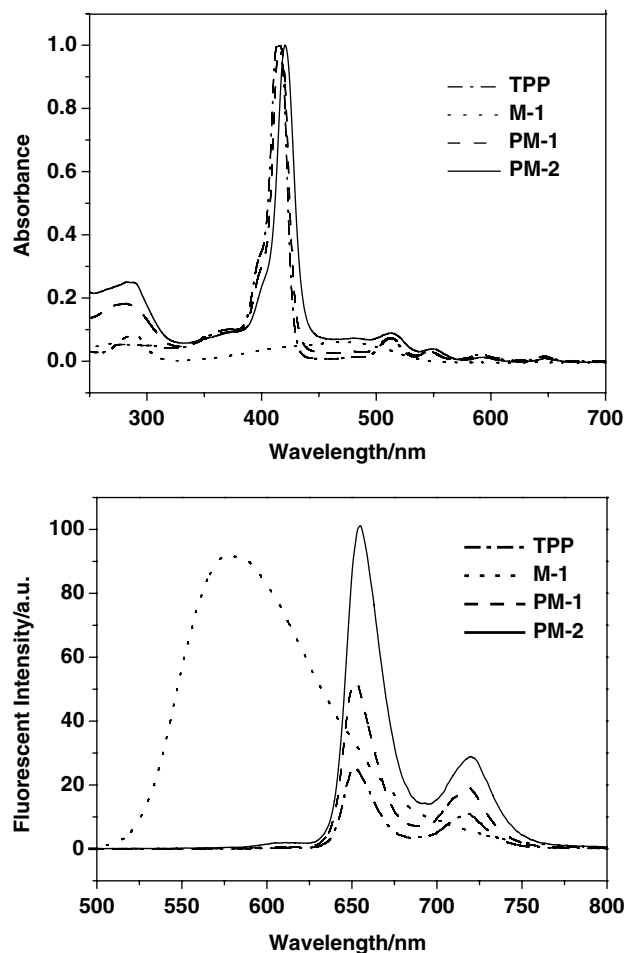 1.0
0.8
0.6
0.4
0.2
0.0
Absorbance
TPP
M-1
PM-1
PM-2
300 400 500 600 700
Wavelength/nm
100
80
60
40
20
0
Fluorescent Intensity/a.u.
TPP
M-1
PM-1
PM-2
500 550 600 650 700 750 800
Wavelength/nm